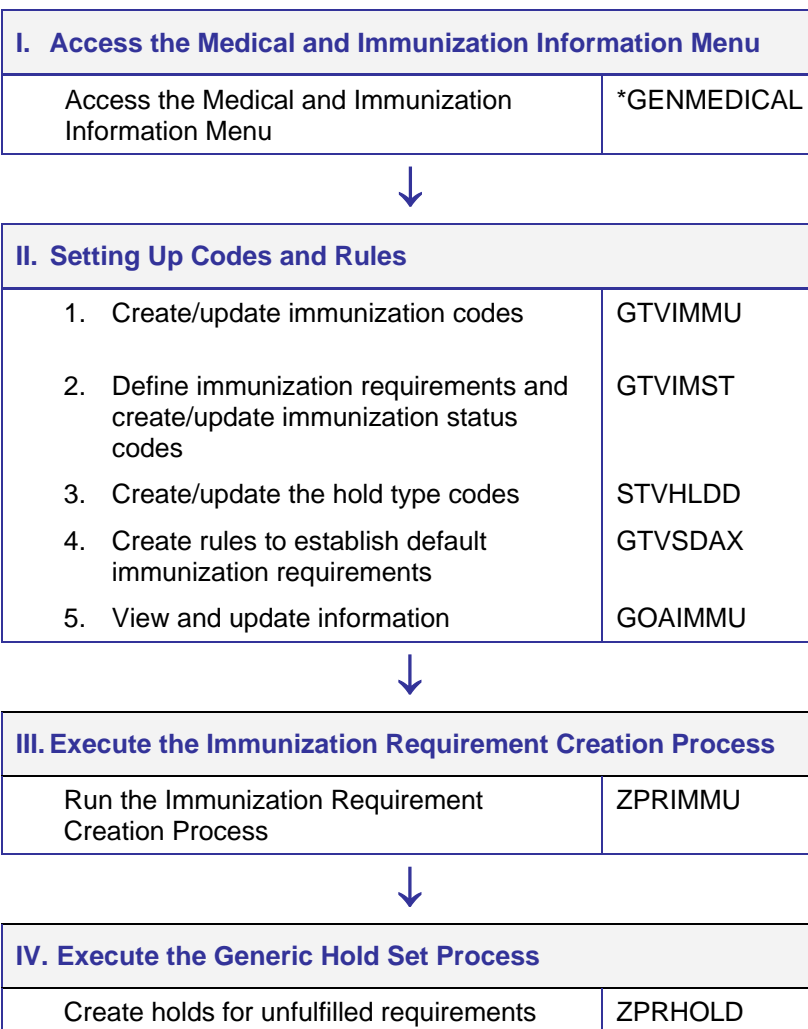 I. Access the Medical and Immunization Information Menu
Access the Medical and Immunization *GENMEDICAL
Information Menu
↓
II. Setting Up Codes and Rules
1. Create/update immunization codes GTVIMMU
2. Define immunization requirements and GTVIMST
create/update immunization status
codes
3. Create/update the hold type codes STVHLDD
4. Create rules to establish default GTVSDAX
immunization requirements
5. View and update information GOAIMMU
↓
III. Execute the Immunization Requirement Creation Process
Run the Immunization Requirement ZPRIMMU
Creation Process
↓
IV. Execute the Generic Hold Set Process
Create holds for unfulfilled requirements ZPRHOLD